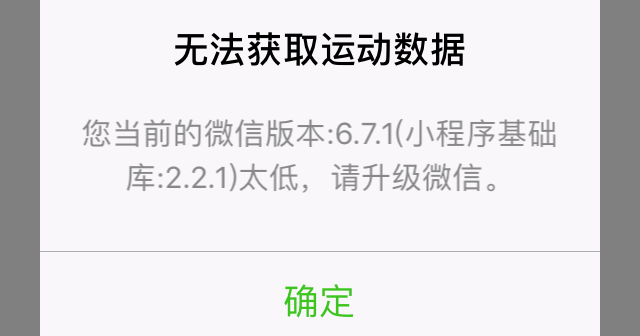 无法获取运动数据
您当前的微信版本:6.7.1(小程序基础
库:2.2.1)太低，请升级微信。
确定